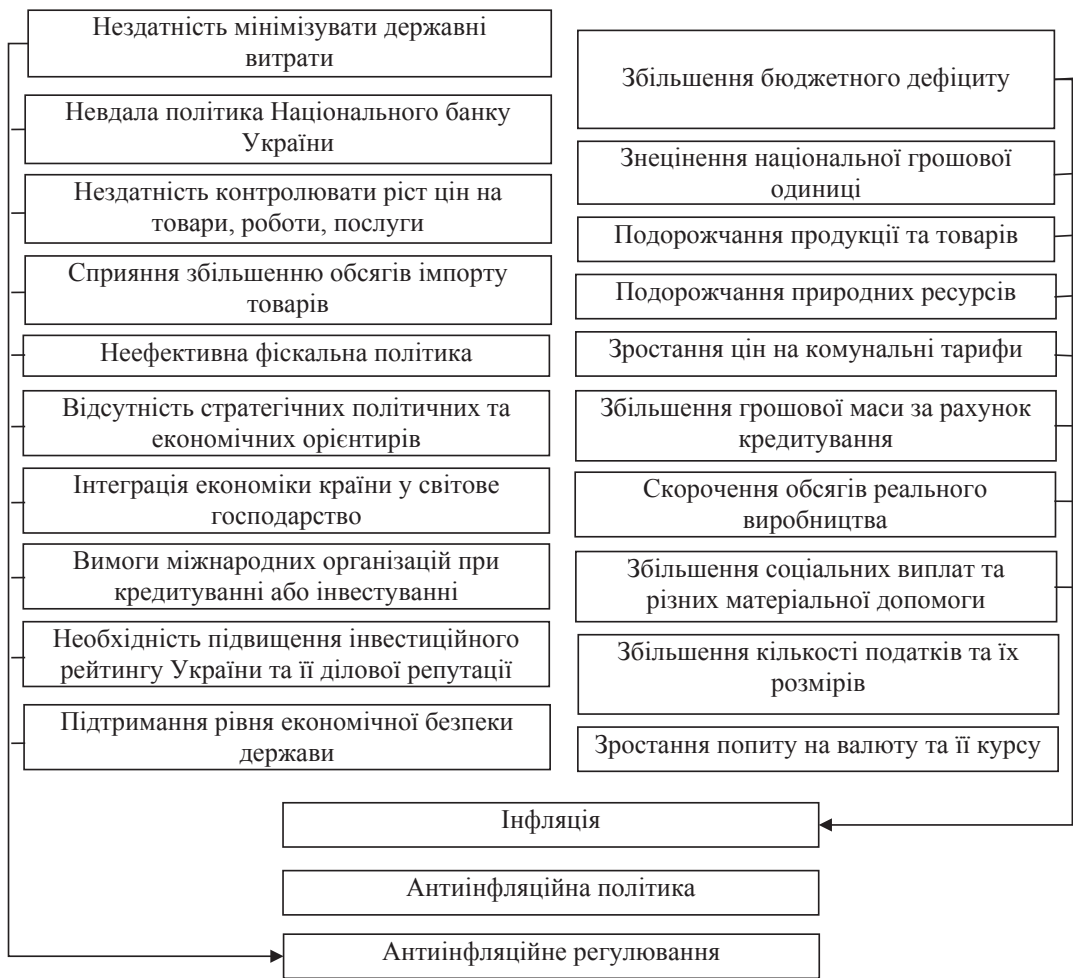 Нездатність мінімізувати державні
витрати
Невдала політика Національного банку
України
Нездатність контролювати ріст цін на
товари, роботи, послуги
Сприяння збільшенню обсягів імпорту
товарів
Неефективна фіскальна політика
Відсутність стратегічних політичних та
економічних орієнтирів
Інтеграція економіки країни у світове
господарство
Вимоги міжнародних організацій при
кредитуванні або інвестуванні
Необхідність підвищення інвестиційного
рейтингу України та її ділової репутації
Підтримання рівня економічної безпеки
держави
Збільшення бюджетного дефіциту
Знецінення національної грошової
одиниці
Подорожчання продукції та товарів
Подорожчання природних ресурсів
Зростання цін на комунальні тарифи
Збільшення грошової маси за рахунок
кредитування
Скорочення обсягів реального
виробництва
Збільшення соціальних виплат та
різних матеріальної допомоги
Збільшення кількості податків та їх
розмірів
Зростання попиту на валюту та її курсу
Інфляція
Антиінфляційна політика
Антиінфляційне регулювання